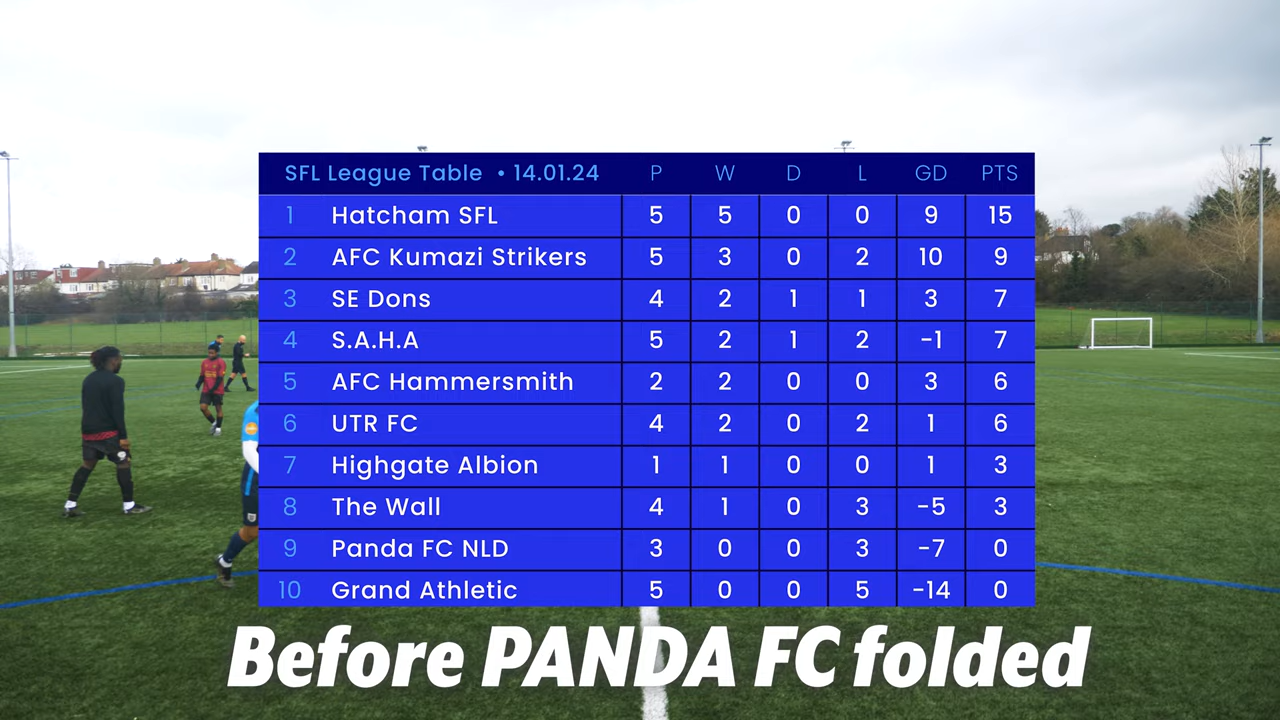 SFL League Table • 14.01.24 P W D L GD PTS
1 Hatcham SFL 5 5 0 0 9 15
2 AFC Kumazi Strikers 5 3 0 2 10 9
3 SE Dons 4 2 1 1 3 7
4 S.A.H.A 5 2 1 2 -1 7
5 AFC Hammersmith 2 2 0 0 3 6
6 UTR FC 4 2 0 2 1 6
7 Highgate Albion 1 1 0 0 1 3
8 The Wall 4 1 0 3 -5 3
9 Panda FC NLD 3 0 0 3 -7 0
10 Grand Athletic 5 0 0 5 -14 0
Before PANDA FC folded